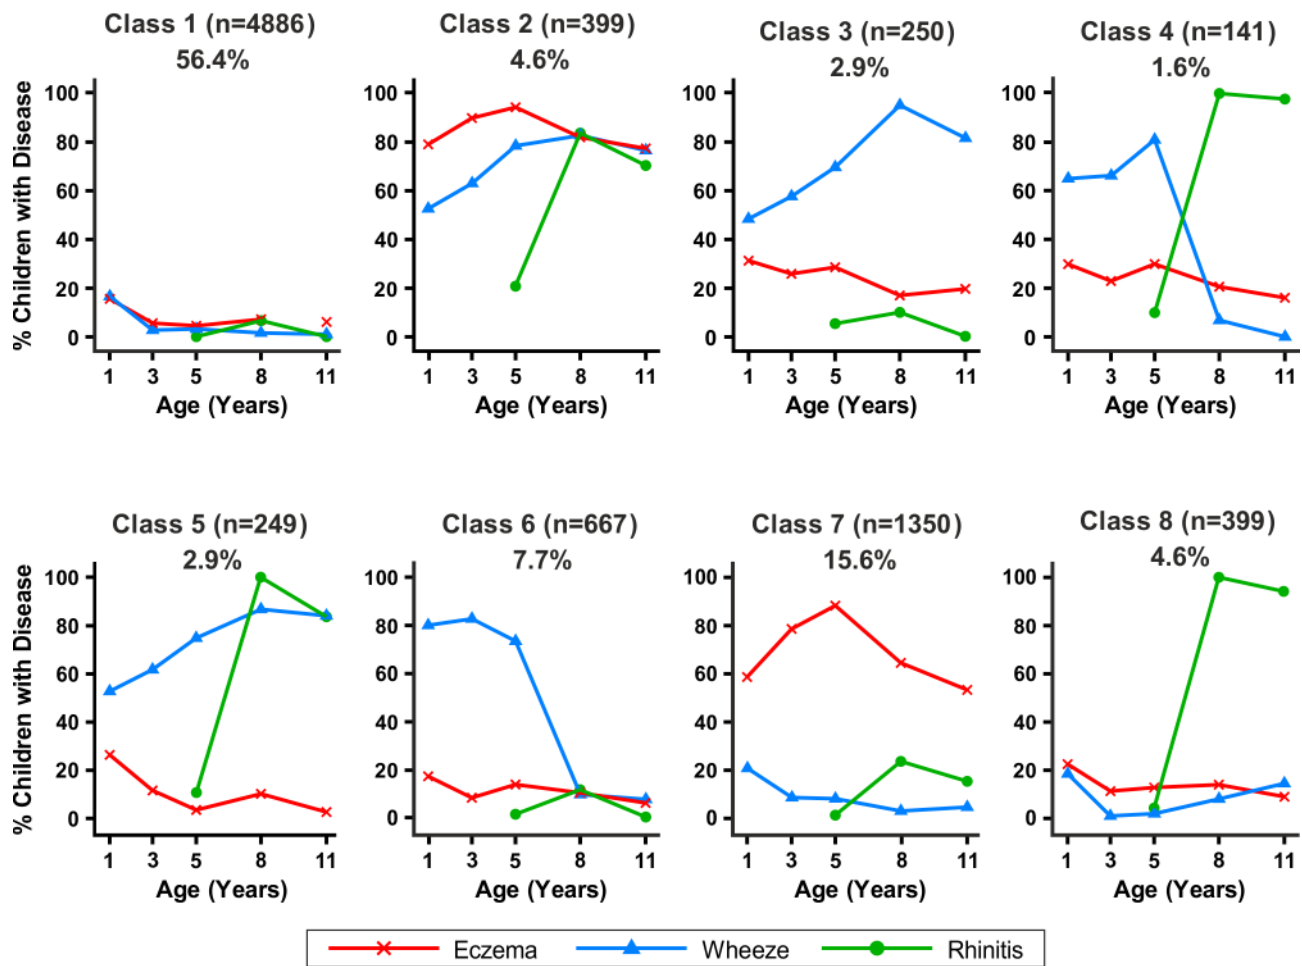 Class 1 (n=4886)
56.4%
Class 2 (n=399)
4.6%
Class 3 (n=250)
2.9%
Class 4 (n=141)
1.6%
% Children with Disease
100
80
60
40
20
0
1 3 5 8 11
Age (Years)
100
80
60
40
20
0
1 3 5 8 11
Age (Years)
100
80
60
40
20
0
1 3 5 8 11
Age (Years)
100
80
60
40
20
0
1 3 5 8 11
Age (Years)
Class 5 (n=249)
2.9%
Class 6 (n=667)
7.7%
Class 7 (n=1350)
15.6%
Class 8 (n=399)
4.6%
% Children with Disease
100
80
60
40
20
0
1 3 5 8 11
Age (Years)
100
80
60
40
20
0
1 3 5 8 11
Age (Years)
100
80
60
40
20
0
1 3 5 8 11
Age (Years)
100
80
60
40
20
0
1 3 5 8 11
Age (Years)
Eczema Wheeze Rhinitis